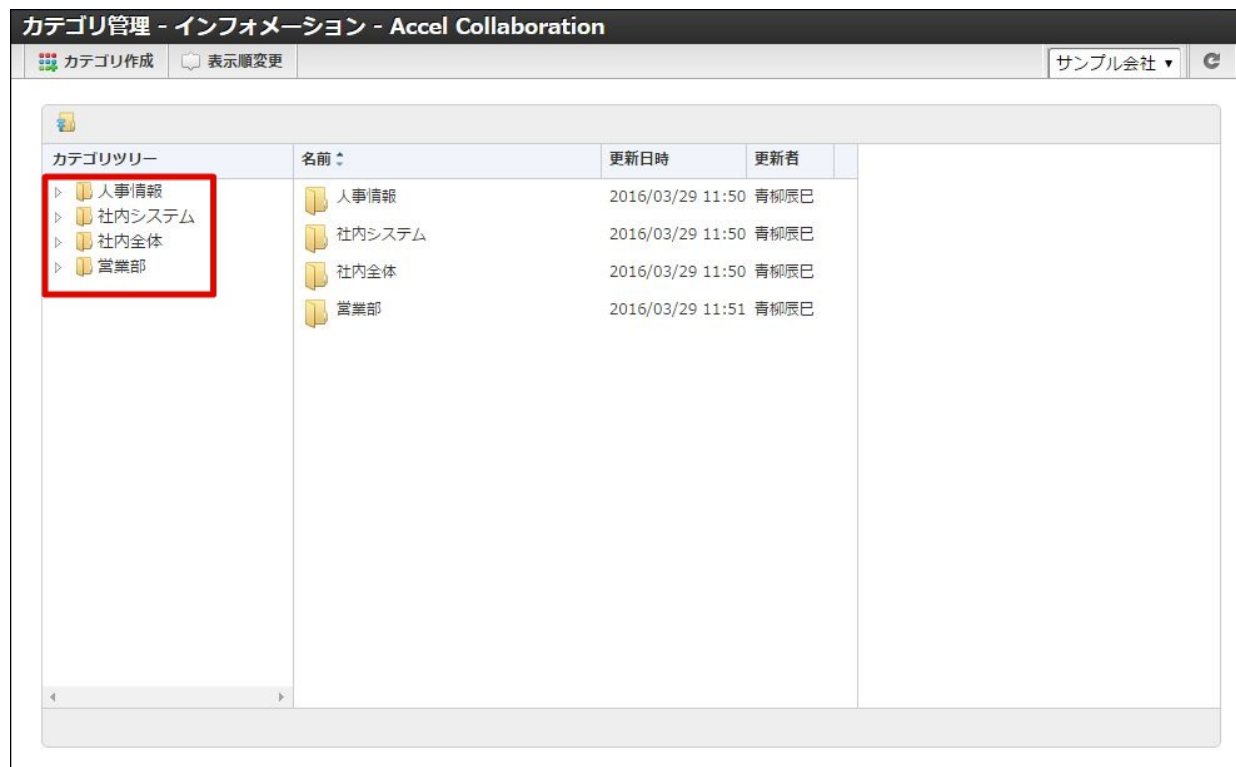 カテゴリ管理 - インフォメーション - Accel Collaboration
カテゴリ作成 表示順変更 サンプル会社
カテゴリツリー 名前 更新日時 更新者
人事情報
社内システム
社内全体
営業部
人事情報 2016/03/29 11:50 青柳辰巳
社内システム 2016/03/29 11:50 青柳辰巳
社内全体 2016/03/29 11:50 青柳辰巳
営業部 2016/03/29 11:51 青柳辰巳